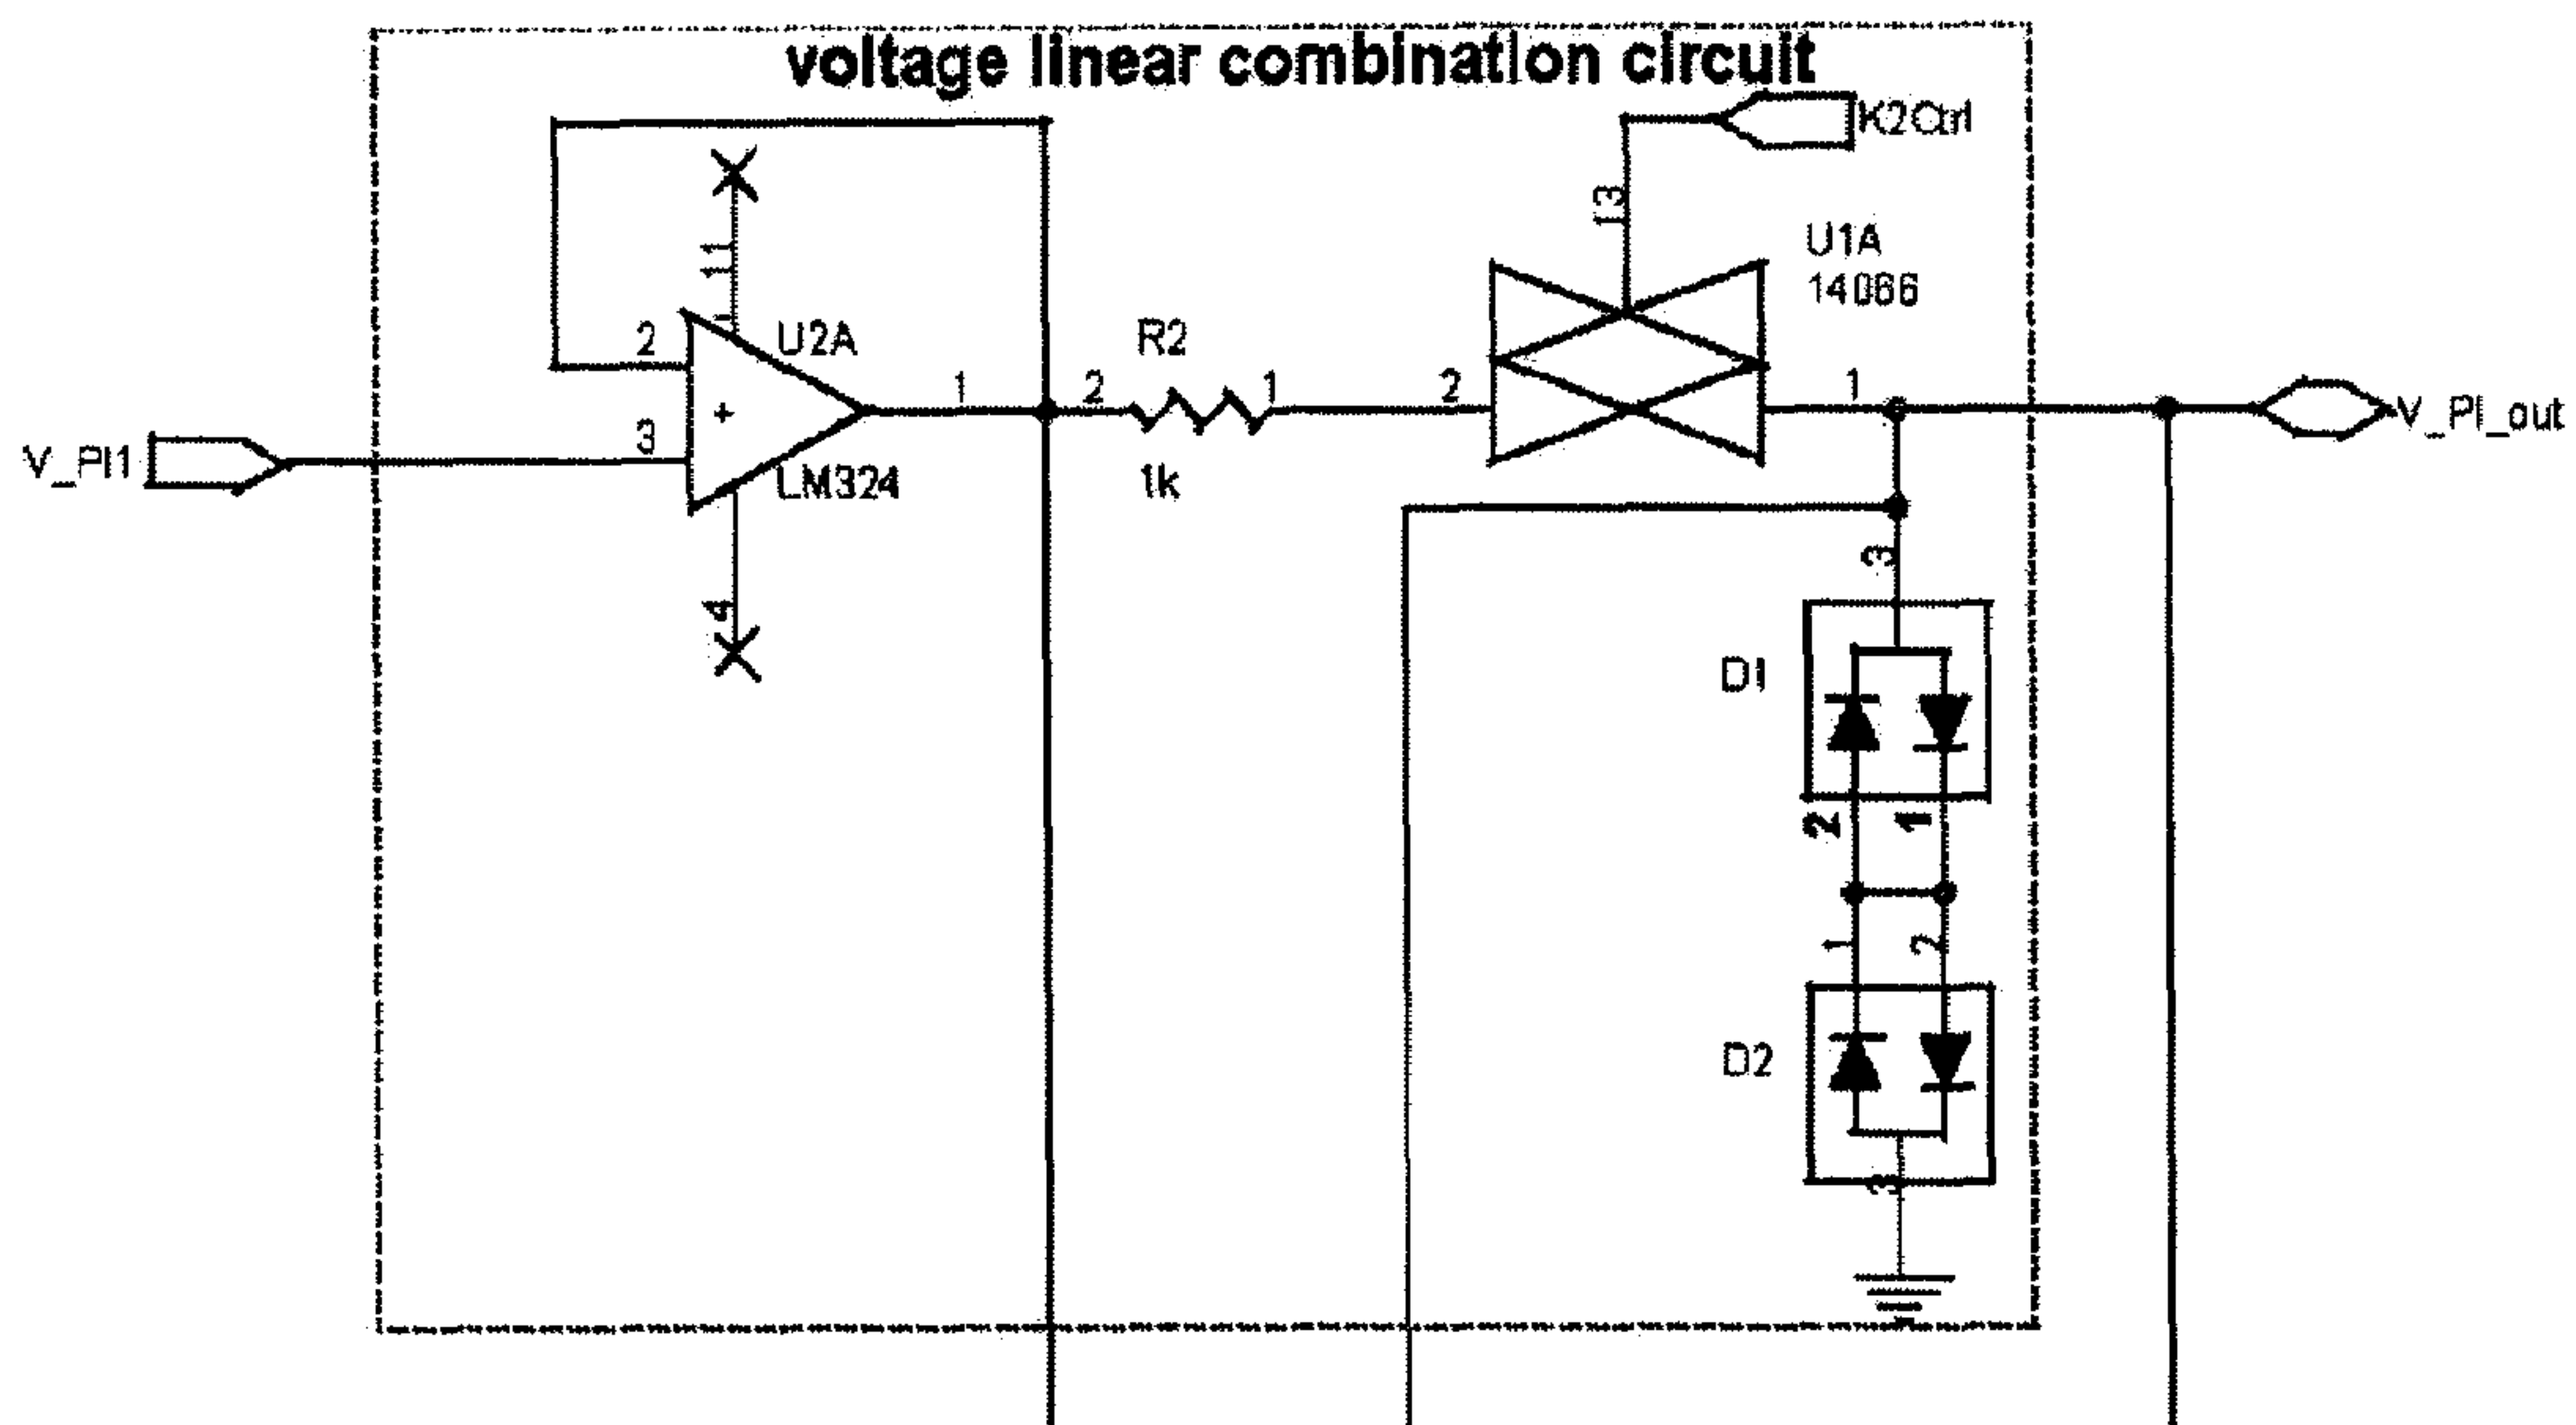 voltage linear combination circuit
K2Ctrl
13
11
U1A
14066
2
U2A
R2
-
1
2
1
2
1
+
3
V_PI1
LM324
1k
V_PI_out
3
4
D1
2
1
1
2
D2
3